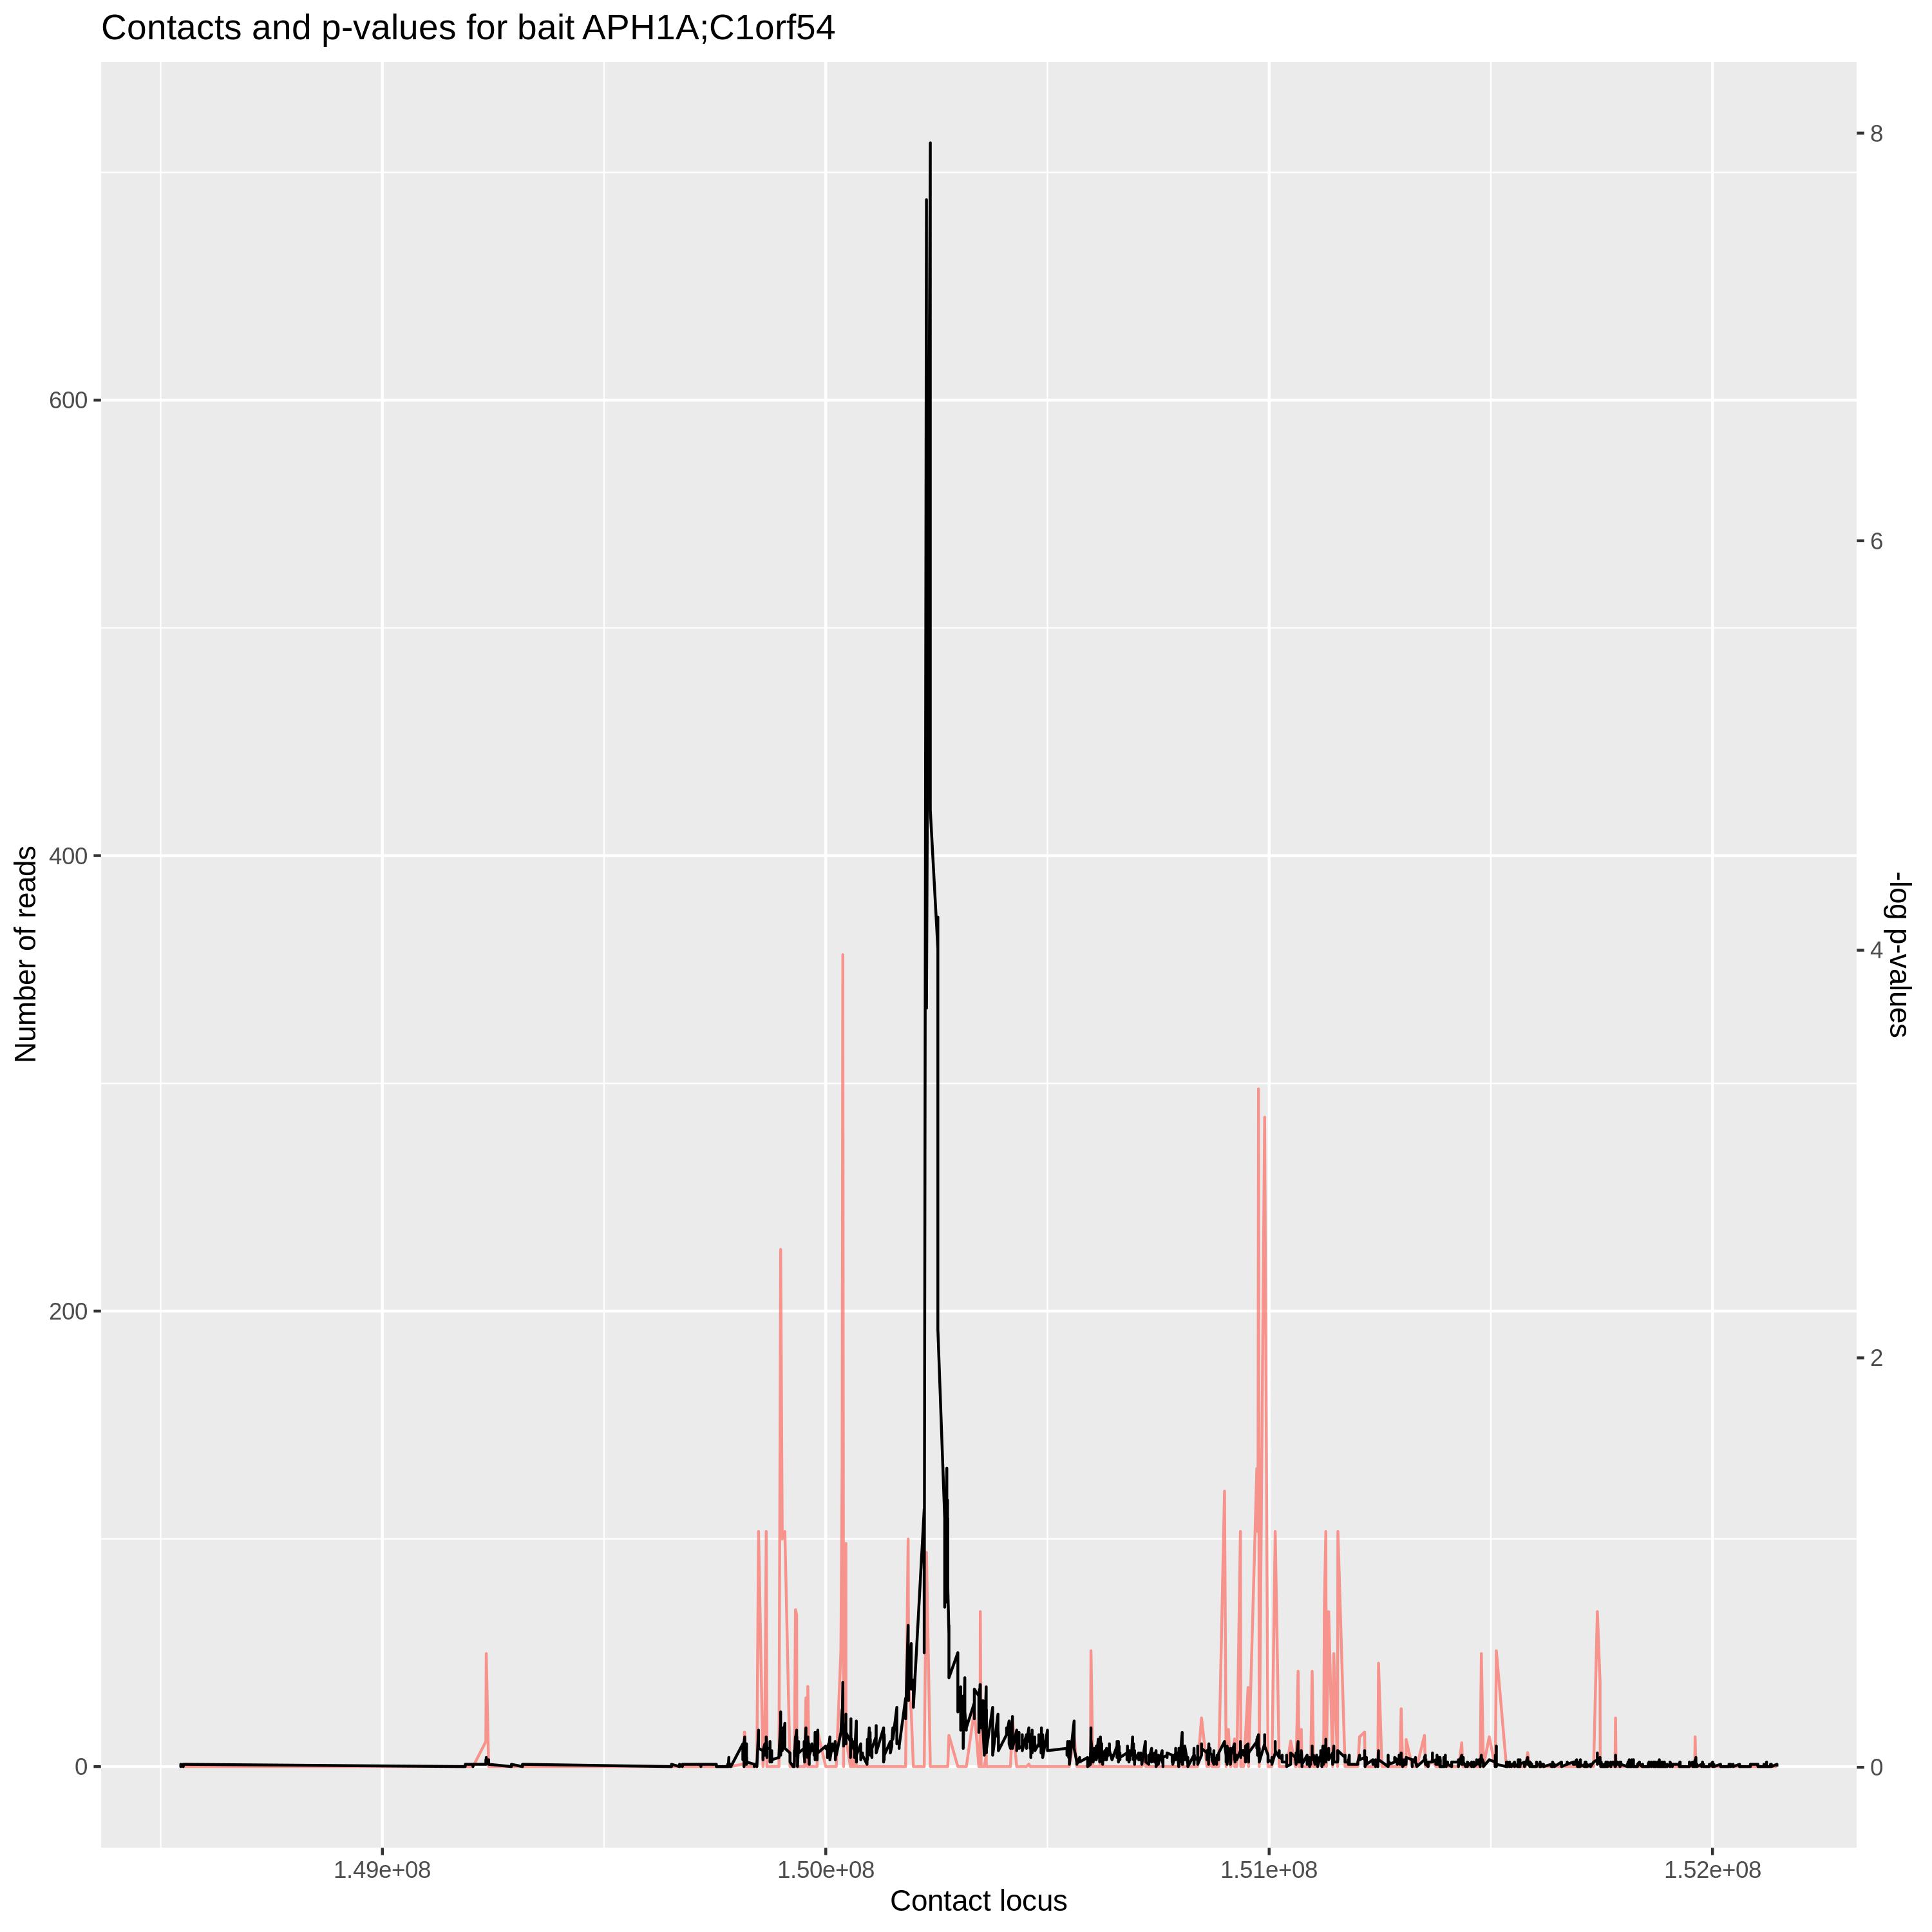 Contacts and p-values for bait APH1A;C1orf54
Number of reads
600
400
200
0
8
6
4
2
0
-log p-values
1.49e+08
1.50e+08
1.51e+08
1.52e+08
Contact locus